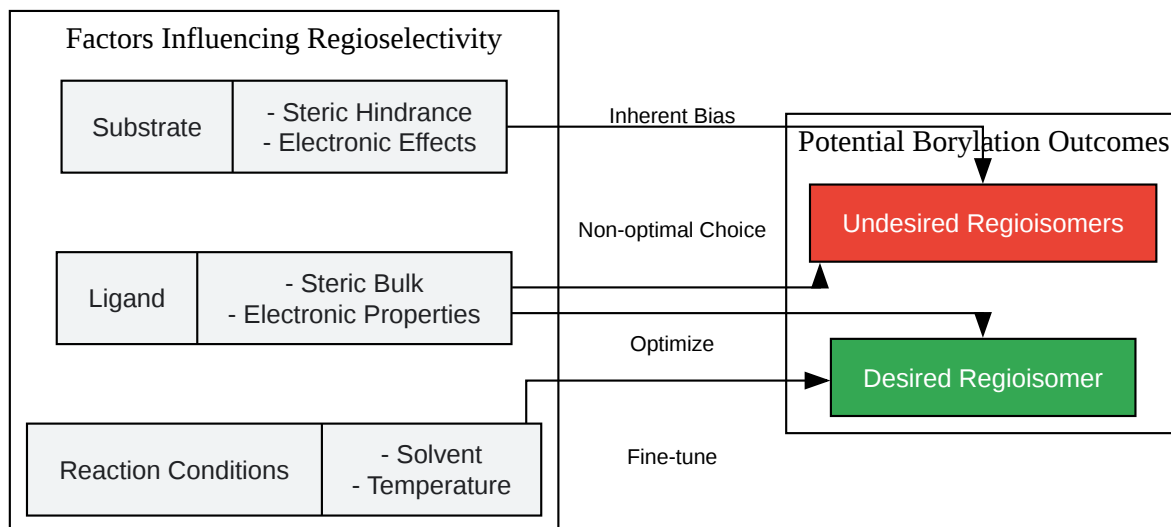 Factors Influencing Regioselectivity
Substrate
- Steric Hindrance
- Electronic Effects
Inherent Bias
Potential Borylation Outcomes
Undesired Regioisomers
Non-optimal Choice
Ligand
- Steric Bulk
- Electronic Properties
Optimize
Desired Regioisomer
Reaction Conditions
- Solvent
- Temperature
Fine-tune